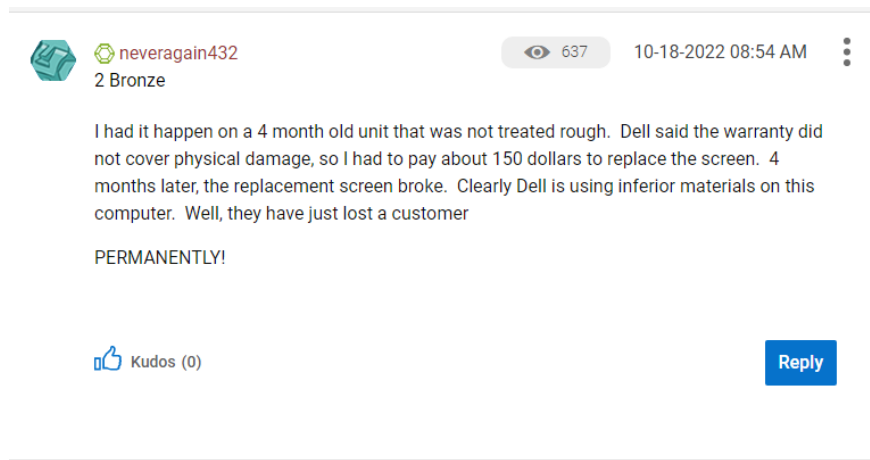 neveragain432
637
10-18-2022 08:54 AM
2 Bronze
I had it happen on a 4 month old unit that was not treated rough.  Dell said the warranty did
not cover physical damage, so I had to pay about 150 dollars to replace the screen.  4
months later, the replacement screen broke.  Clearly Dell is using inferior materials on this
computer.  Well, they have just lost a customer
PERMANENTLY!
Kudos (0)
Reply